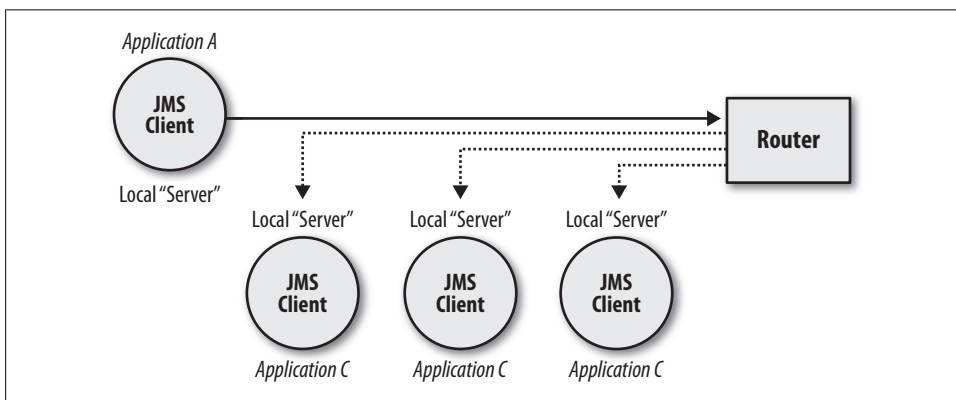 Application A
JMS
Client
Router
Local “Server”
Local “Server”
Local “Server”
Local “Server”
JMS
Client
JMS
Client
JMS
Client
Application C
Application C
Application C